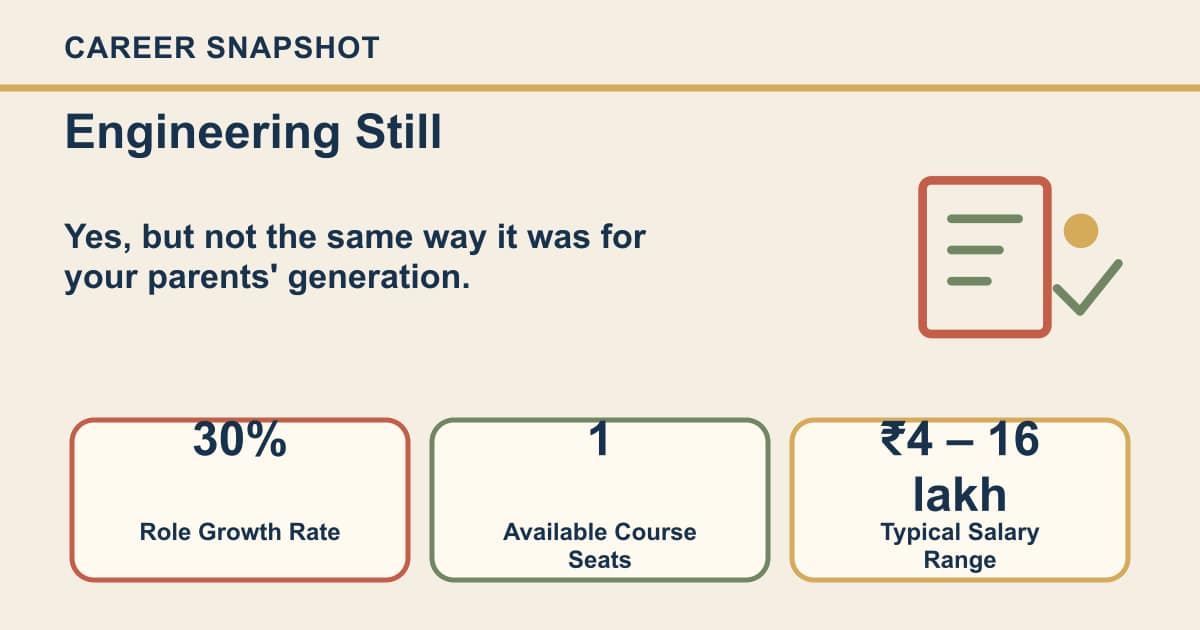 CAREER SNAPSHOT
Engineering Still
Yes, but not the same way it was for
your parents' generation.
30%
Role Growth Rate
1
Available Course
Seats
₹4 – 16
lakh
Typical Salary
Range